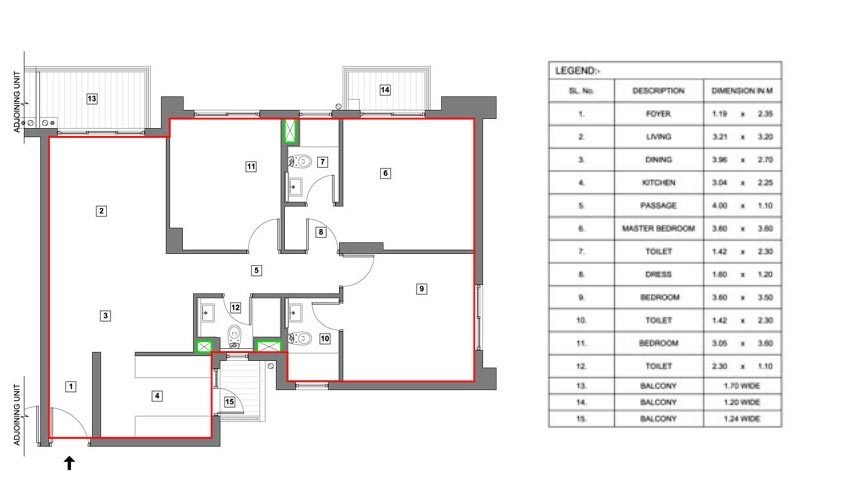 ADJOINING UNIT
13
14
11
7
6
2
8
5
9
12
3
10
4
1
15
ADJOINING UNIT
LEGEND:-
SL. No. DESCRIPTION DIMENSION IN M
1. FOYER 1.19 x 2.35
2. LIVING 3.21 x 3.20
3. DINING 3.96 x 2.70
4. KITCHEN 3.04 x 2.25
5. PASSAGE 4.00 x 1.10
6. MASTER BEDROOM 3.60 x 3.60
7. TOILET 1.42 x 2.30
8. DRESS 1.60 x 1.20
9. BEDROOM 3.60 x 3.50
10. TOILET 1.42 x 2.30
11. BEDROOM 3.05 x 3.60
12. TOILET 2.30 x 1.10
13. BALCONY 1.70 WIDE
14. BALCONY 1.20 WIDE
15. BALCONY 1.24 WIDE